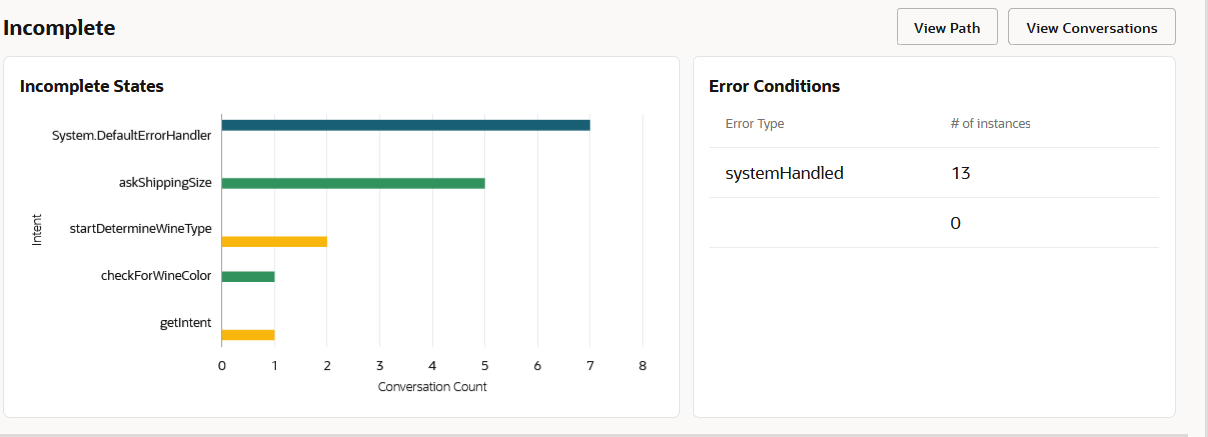 Incomplete
View Path
View Conversations
Incomplete States
System.DefaultErrorHandler
askShippingSize
startDetermineWineType
checkForWineColor
getIntent
Intent
0 1 2 3 4 5 6 7 8
Conversation Count
Error Conditions
Error Type # of instances
systemHandled 13
0